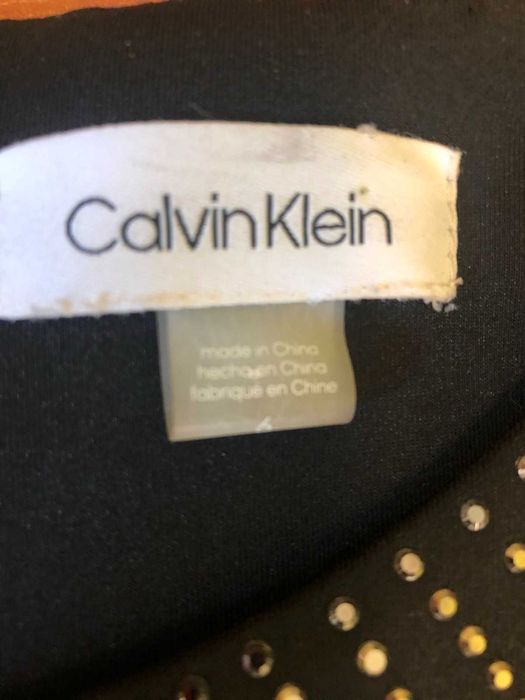 Calvin Klein
made in China
hecho en China
fabriqué en Chine